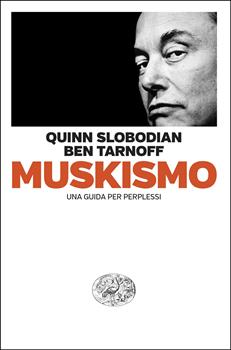 QUINN SLOBODIAN
BEN TARNOFF
MUSKISMO
UNA GUIDA PER PERPLESSI